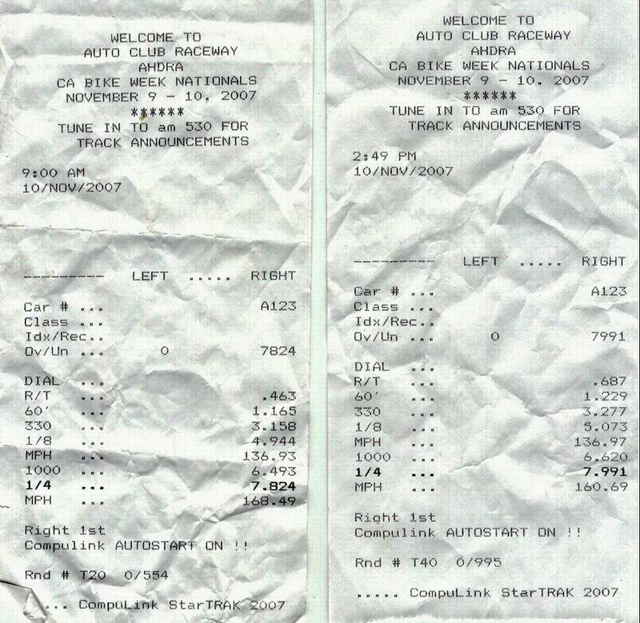 WELCOME TO
AUTO CLUB RACEWAY
AHDRA
CA BIKE WEEK NATIONALS
NOVEMBER 9 - 10, 2007
******
TUNE IN TO am 530 FOR
TRACK ANNOUNCEMENTS
9:00 AM
10/NOV/2007
--------- LEFT ..... RIGHT
Car # ... A123
Class ...
Idx/Rec..
Ov/Un ... 0 7824
DIAL ...
R/T ... .463
60' ... 1.165
330 ... 3.158
1/8 ... 4.944
MPH ... 136.93
1000 ... 6.493
1/4 ... 7.824
MPH ... 168.49
Right 1st
Compulink AUTOSTART ON !!
Rnd # T20 0/554
... CompuLink StarTRAK 2007
WELCOME TO
AUTO CLUB RACEWAY
AHDRA
CA BIKE WEEK NATIONALS
NOVEMBER 9 - 10, 2007
******
TUNE IN TO am 530 FOR
TRACK ANNOUNCEMENTS
2:49 PM
10/NOV/2007
--------- LEFT ..... RIGHT
Car # ... A123
Class ...
Idx/Rec..
Ov/Un ... 0 7991
DIAL ...
R/T ... .687
60' ... 1.229
330 ... 3.277
1/8 ... 5.073
MPH ... 136.97
1000 ... 6.620
1/4 ... 7.991
MPH ... 160.69
Right 1st
Compulink AUTOSTART ON !!
Rnd # T40 0/995
..... CompuLink StarTRAK 2007